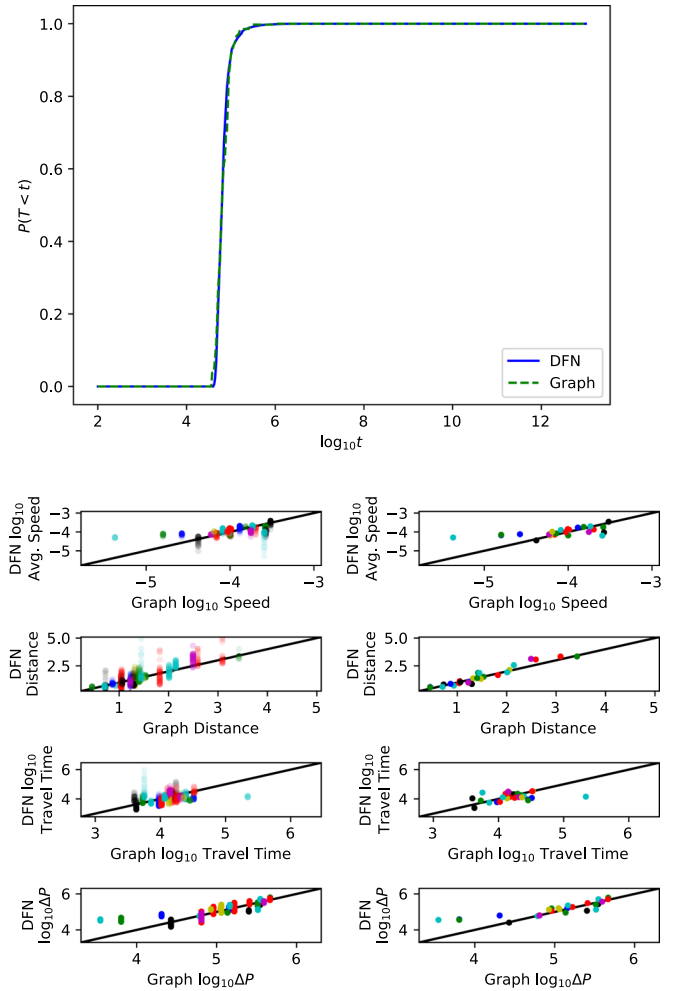 1.0
0.8
0.6
0.4
0.2
0.0
P(T < t)
DFN
Graph
2 4 6 8 10 12
log₁₀t
DFN log₁₀
Avg. Speed
−3
−4
−5
−5 −4 −3
Graph log₁₀ Speed
DFN log₁₀
Avg. Speed
−3
−4
−5
−5 −4 −3
Graph log₁₀ Speed
DFN
Distance
5.0
2.5
1 2 3 4 5
Graph Distance
DFN
Distance
5.0
2.5
1 2 3 4 5
Graph Distance
DFN log₁₀
Travel Time
6
4
3 4 5 6
Graph log₁₀ Travel Time
DFN log₁₀
Travel Time
6
4
3 4 5 6
Graph log₁₀ Travel Time
DFN
log₁₀ΔP
6
4
4 5 6
Graph log₁₀ΔP
DFN
log₁₀ΔP
6
4
4 5 6
Graph log₁₀ΔP